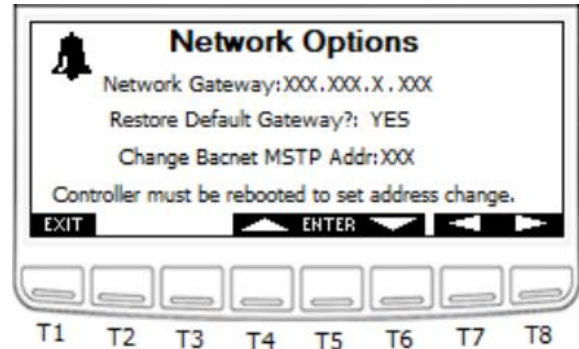 Network Options
Network Gateway:XXX.XXX.X.XXX
Restore Default Gateway?: YES
Change Bacnet MSTP Addr:XXX
Controller must be rebooted to set address change.
EXIT ENTER
T1 T2 T3 T4 T5 T6 T7 T8